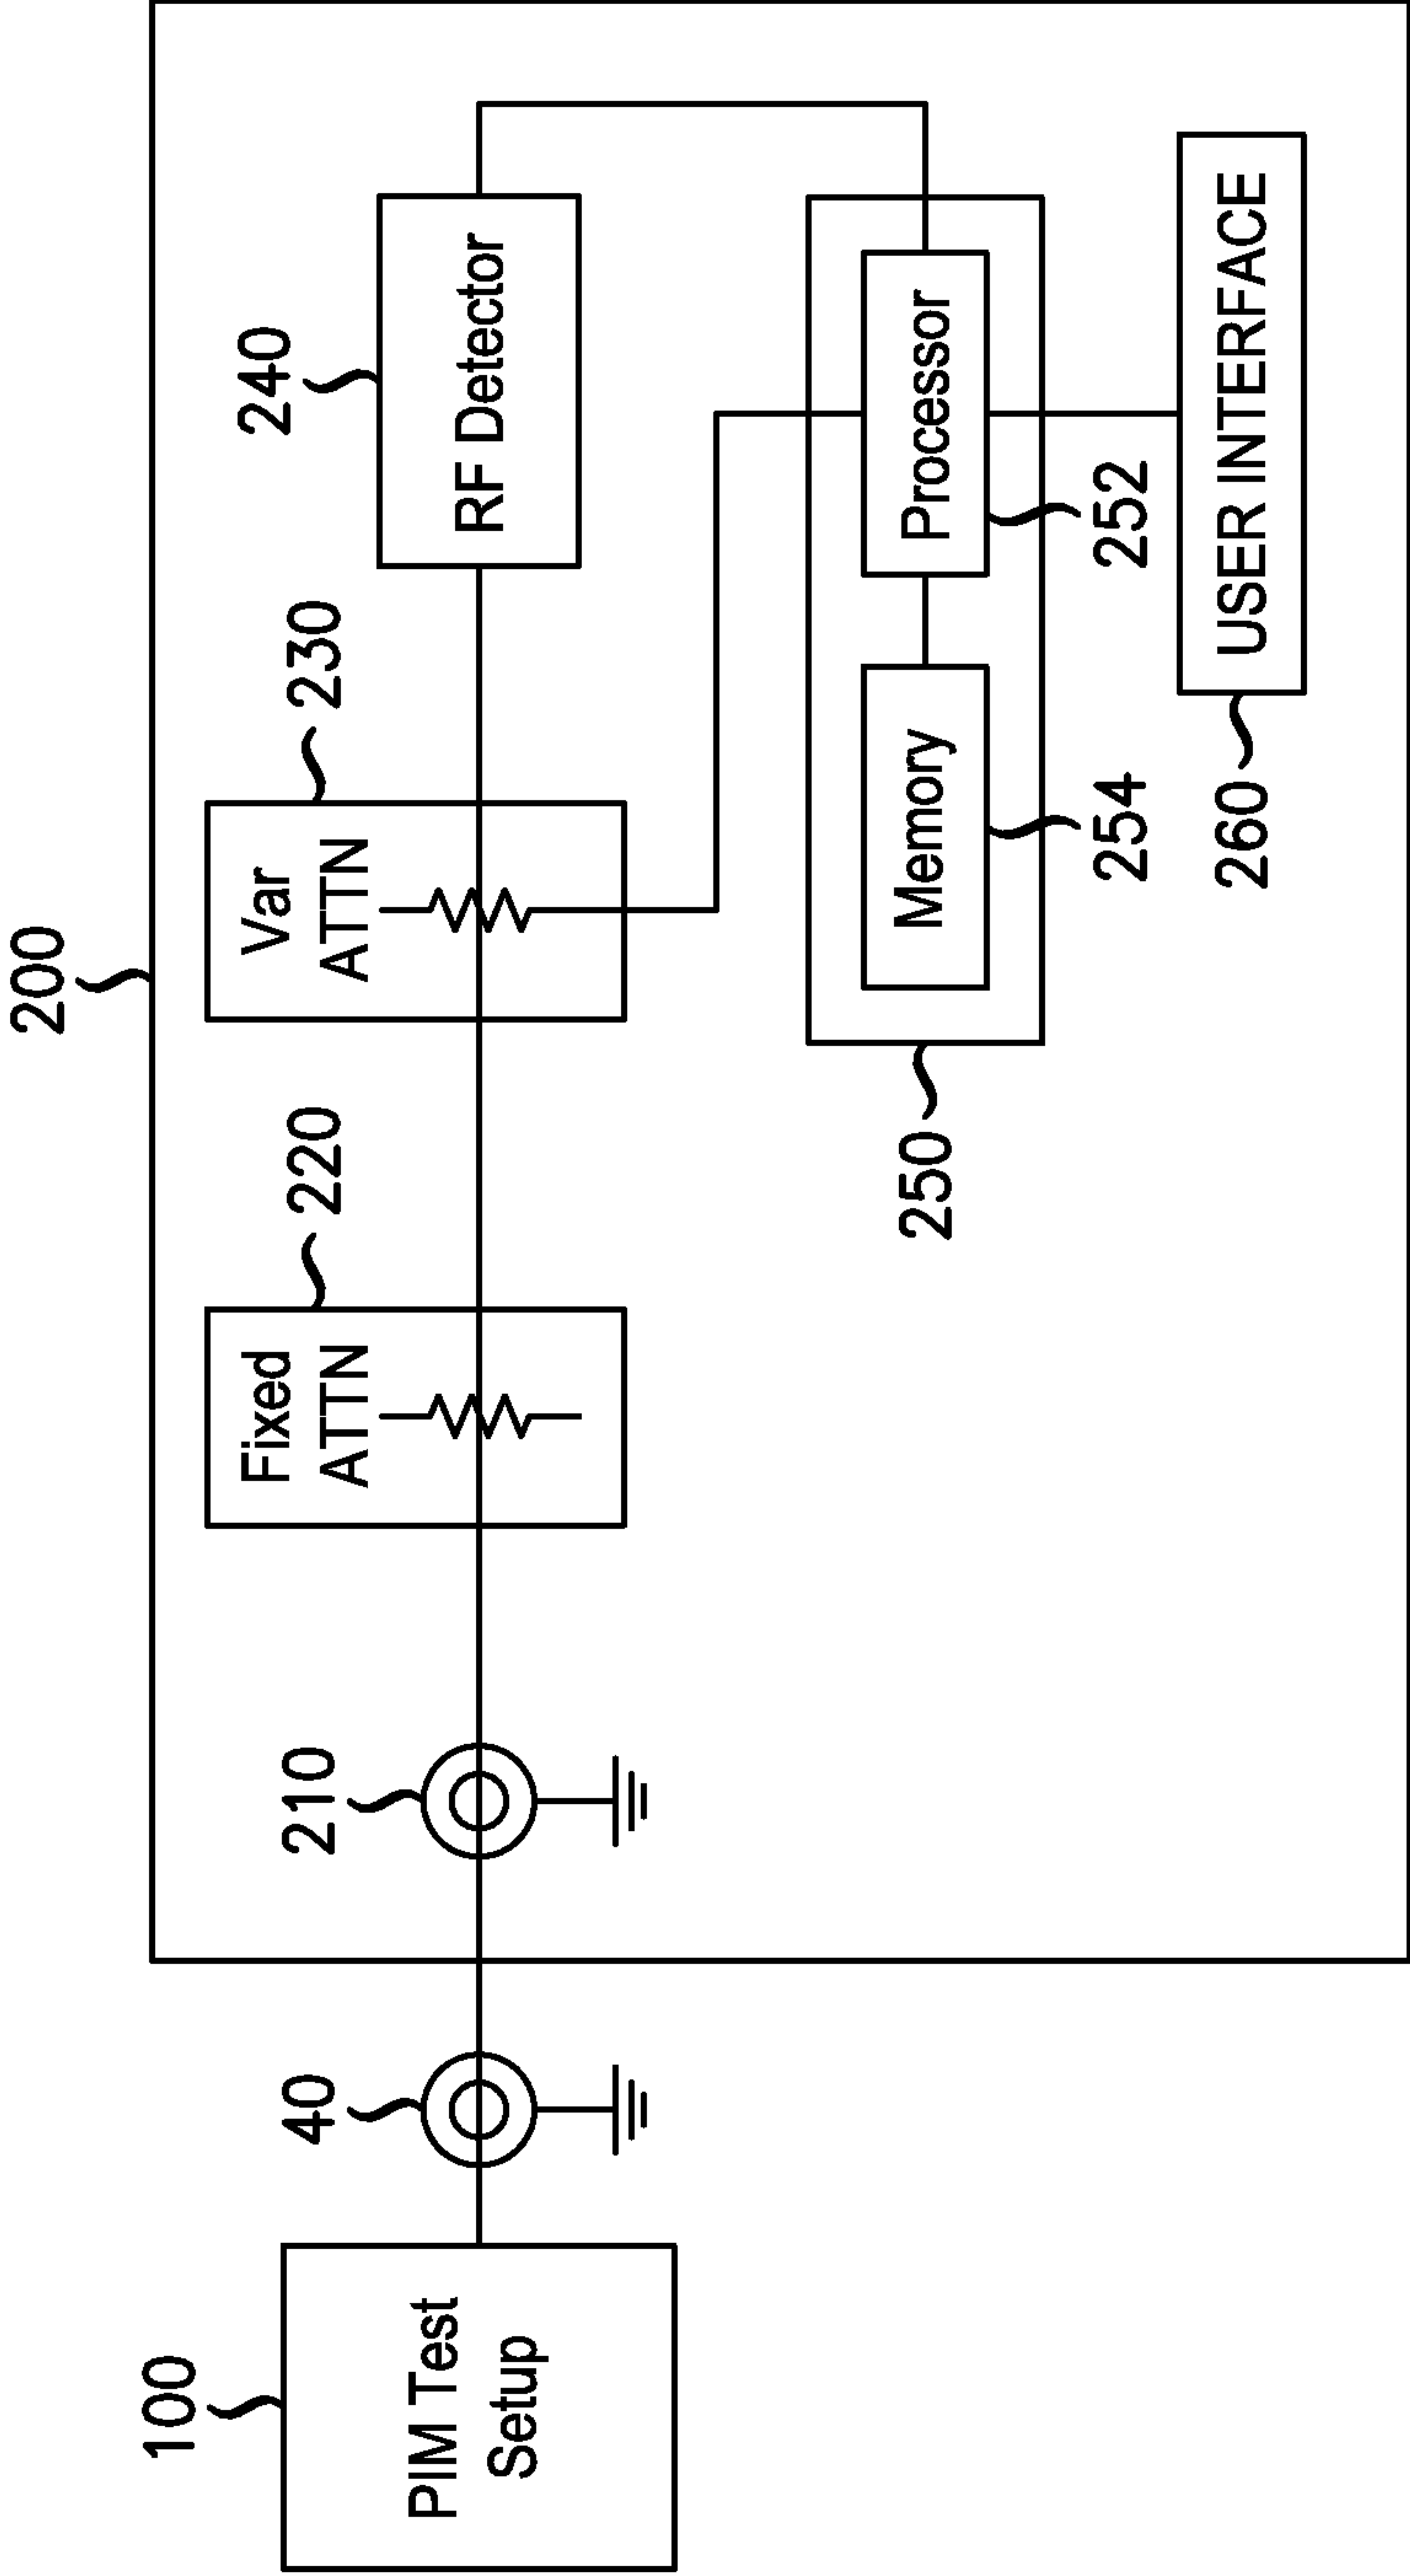 200
100
PIM Test
Setup
40
210
220
Fixed
ATTN
230
Var
ATTN
240
RF Detector
250
Memory
254
Processor
252
260
USER INTERFACE